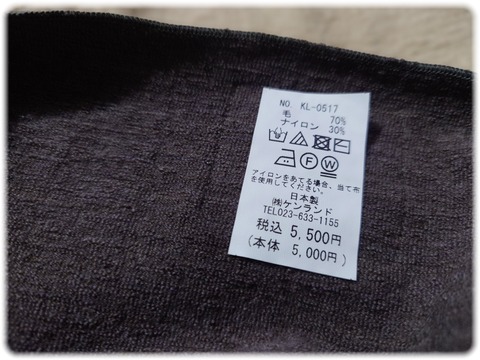 NO. KL-0517
毛 70%
ナイロン 30%
アイロンをあてる場合、当て布
を使用してください。
日本製
㈱ケンランド
TEL023-633-1155
税込 5,500円
(本体 5,000円)